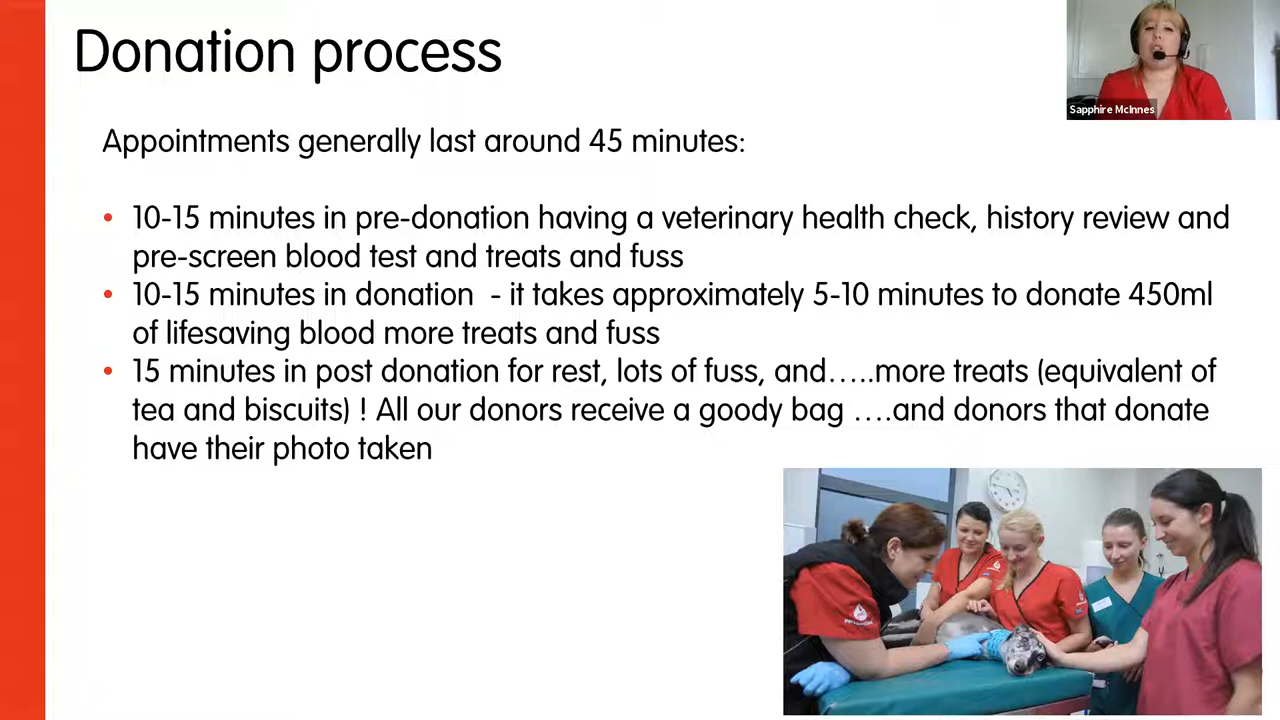 Donation process
Sapphire McInnes
Appointments generally last around 45 minutes:
• 10-15 minutes in pre-donation having a veterinary health check, history review and
pre-screen blood test and treats and fuss
• 10-15 minutes in donation  - it takes approximately 5-10 minutes to donate 450ml
of lifesaving blood more treats and fuss
• 15 minutes in post donation for rest, lots of fuss, and…..more treats (equivalent of
tea and biscuits) ! All our donors receive a goody bag ….and donors that donate
have their photo taken